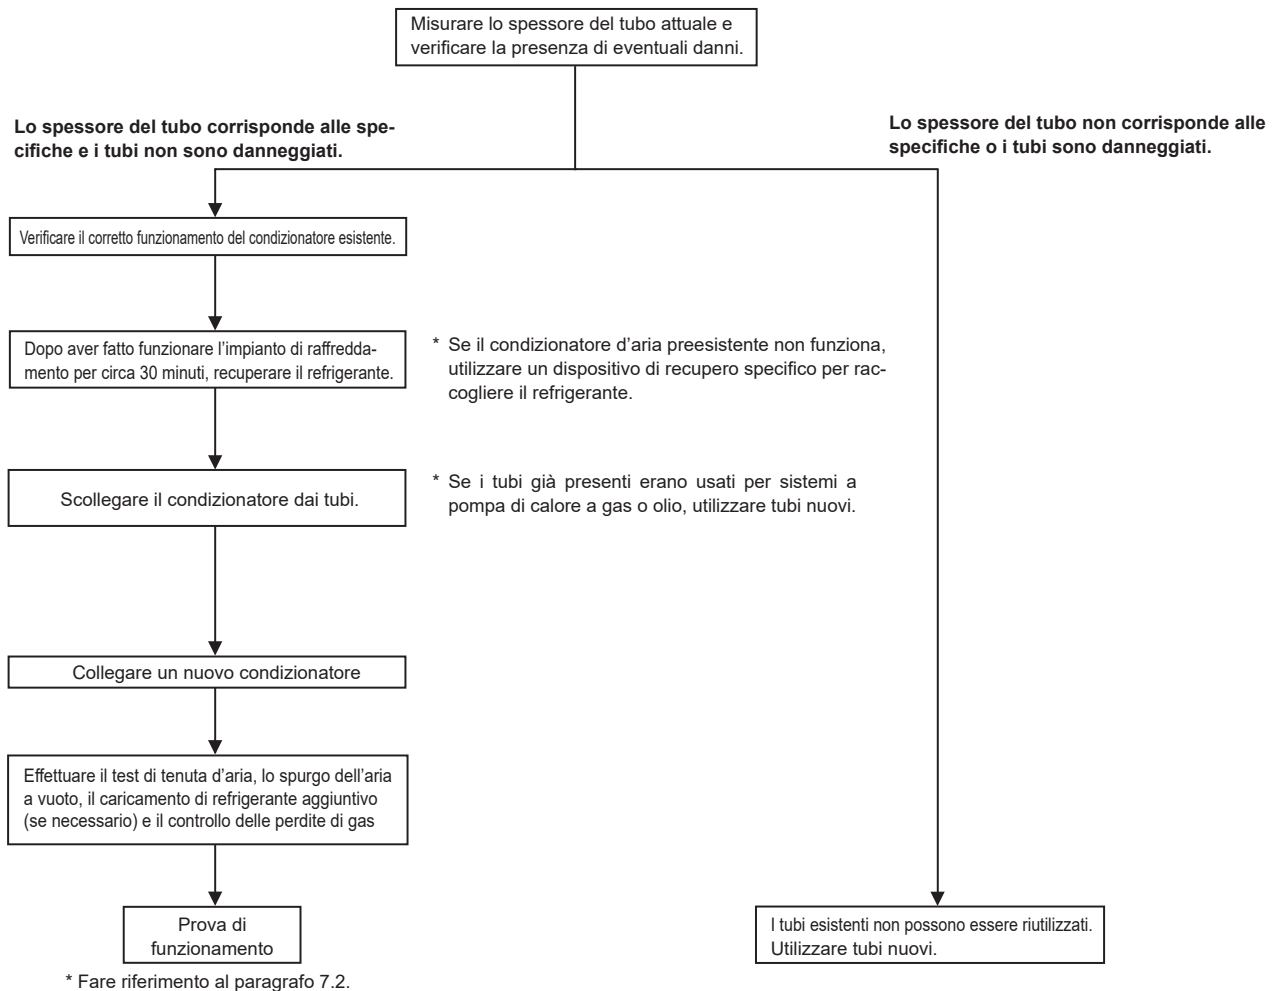 Misurare lo spessore del tubo attuale e
verificare la presenza di eventuali danni.
Lo spessore del tubo corrisponde alle spe-
cifiche e i tubi non sono danneggiati.
Lo spessore del tubo non corrisponde alle
specifiche o i tubi sono danneggiati.
Verificare il corretto funzionamento del condizionatore esistente.
Dopo aver fatto funzionare l’impianto di raffredda-
mento per circa 30 minuti, recuperare il refrigerante.
* Se il condizionatore d’aria preesistente non funziona,
utilizzare un dispositivo di recupero specifico per rac-
cogliere il refrigerante.
Scollegare il condizionatore dai tubi.
* Se i tubi già presenti erano usati per sistemi a
pompa di calore a gas o olio, utilizzare tubi nuovi.
Collegare un nuovo condizionatore
Effettuare il test di tenuta d’aria, lo spurgo dell’aria
a vuoto, il caricamento di refrigerante aggiuntivo
(se necessario) e il controllo delle perdite di gas
Prova di
funzionamento
* Fare riferimento al paragrafo 7.2.
I tubi esistenti non possono essere riutilizzati.
Utilizzare tubi nuovi.